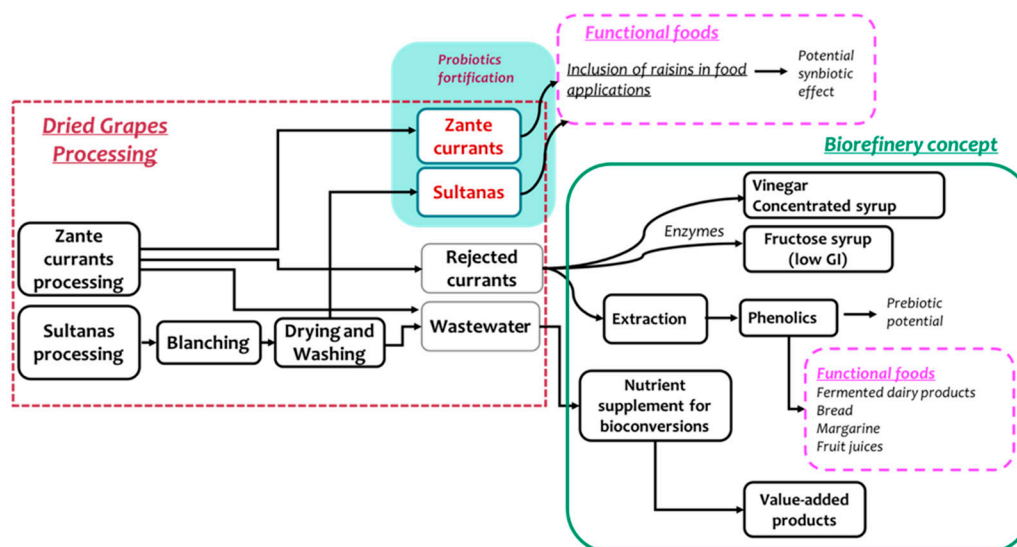 Functional foods
Inclusion of raisins in food
applications
Potential
synbiotic
effect
Probiotics
fortification
Dried Grapes
Processing
Zante
currants
Sultanas
Biorefinery concept
Vinegar
Concentrated syrup
Enzymes
Fructose syrup
(low GI)
Zante
currants
processing
Rejected
currants
Sultanas
processing
Blanching
Drying and
Washing
Wastewater
Extraction
Phenolics
Prebiotic
potential
Functional foods
Fermented dairy products
Bread
Margarine
Fruit juices
Nutrient
supplement for
bioconversions
Value-added
products